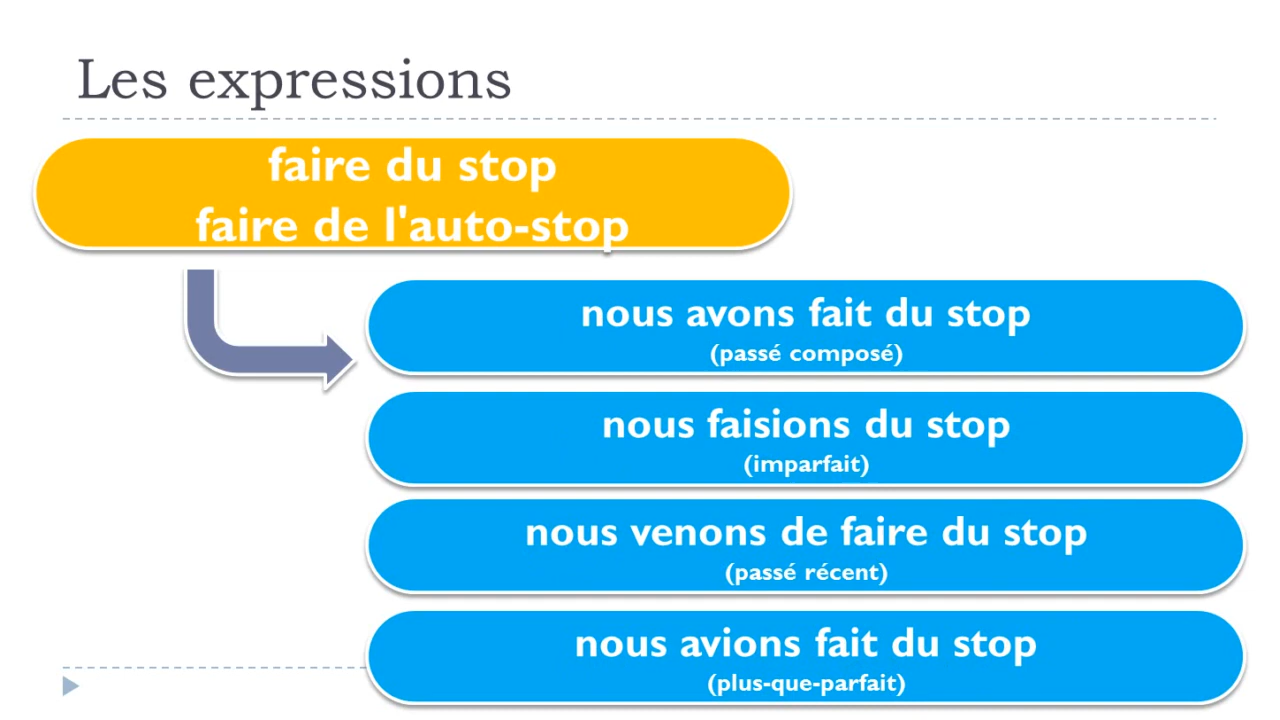 Les expressions
faire du stop
faire de l'auto-stop
nous avons fait du stop
(passé composé)
nous faisions du stop
(imparfait)
nous venons de faire du stop
(passé récent)
nous avions fait du stop
(plus-que-parfait)